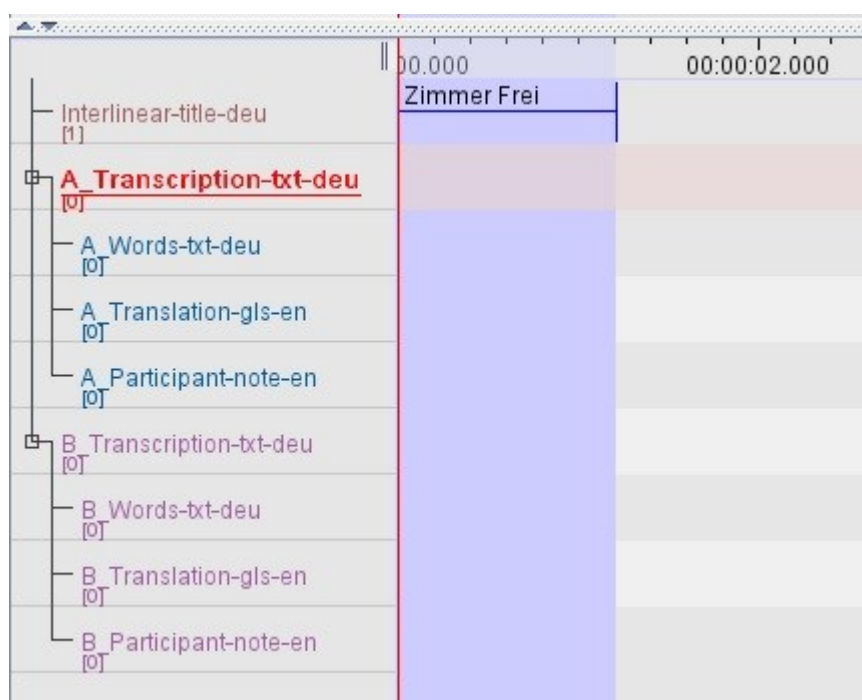 00.000 00:00:02.000
Interlinear-title-deu
[1]
Zimmer Frei
A_Transcription-txt-deu
[0]
A_Words-txt-deu
[0]
A_Translation-gls-en
[0]
A_Participant-note-en
[0]
B_Transcription-txt-deu
[0]
B_Words-txt-deu
[0]
B_Translation-gls-en
[0]
B_Participant-note-en
[0]